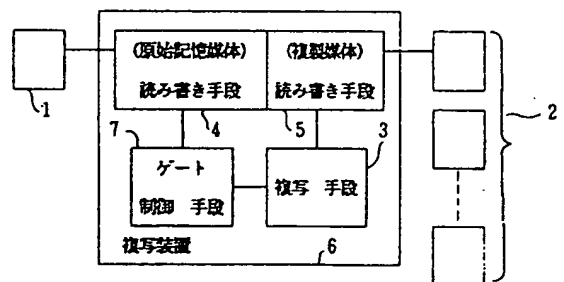 (原始記憶媒体)
読み書き手段
(複製媒体)
読み書き手段
1
4
5
2
7
3
ゲート
制御 手段
複写 手段
複写装置
6